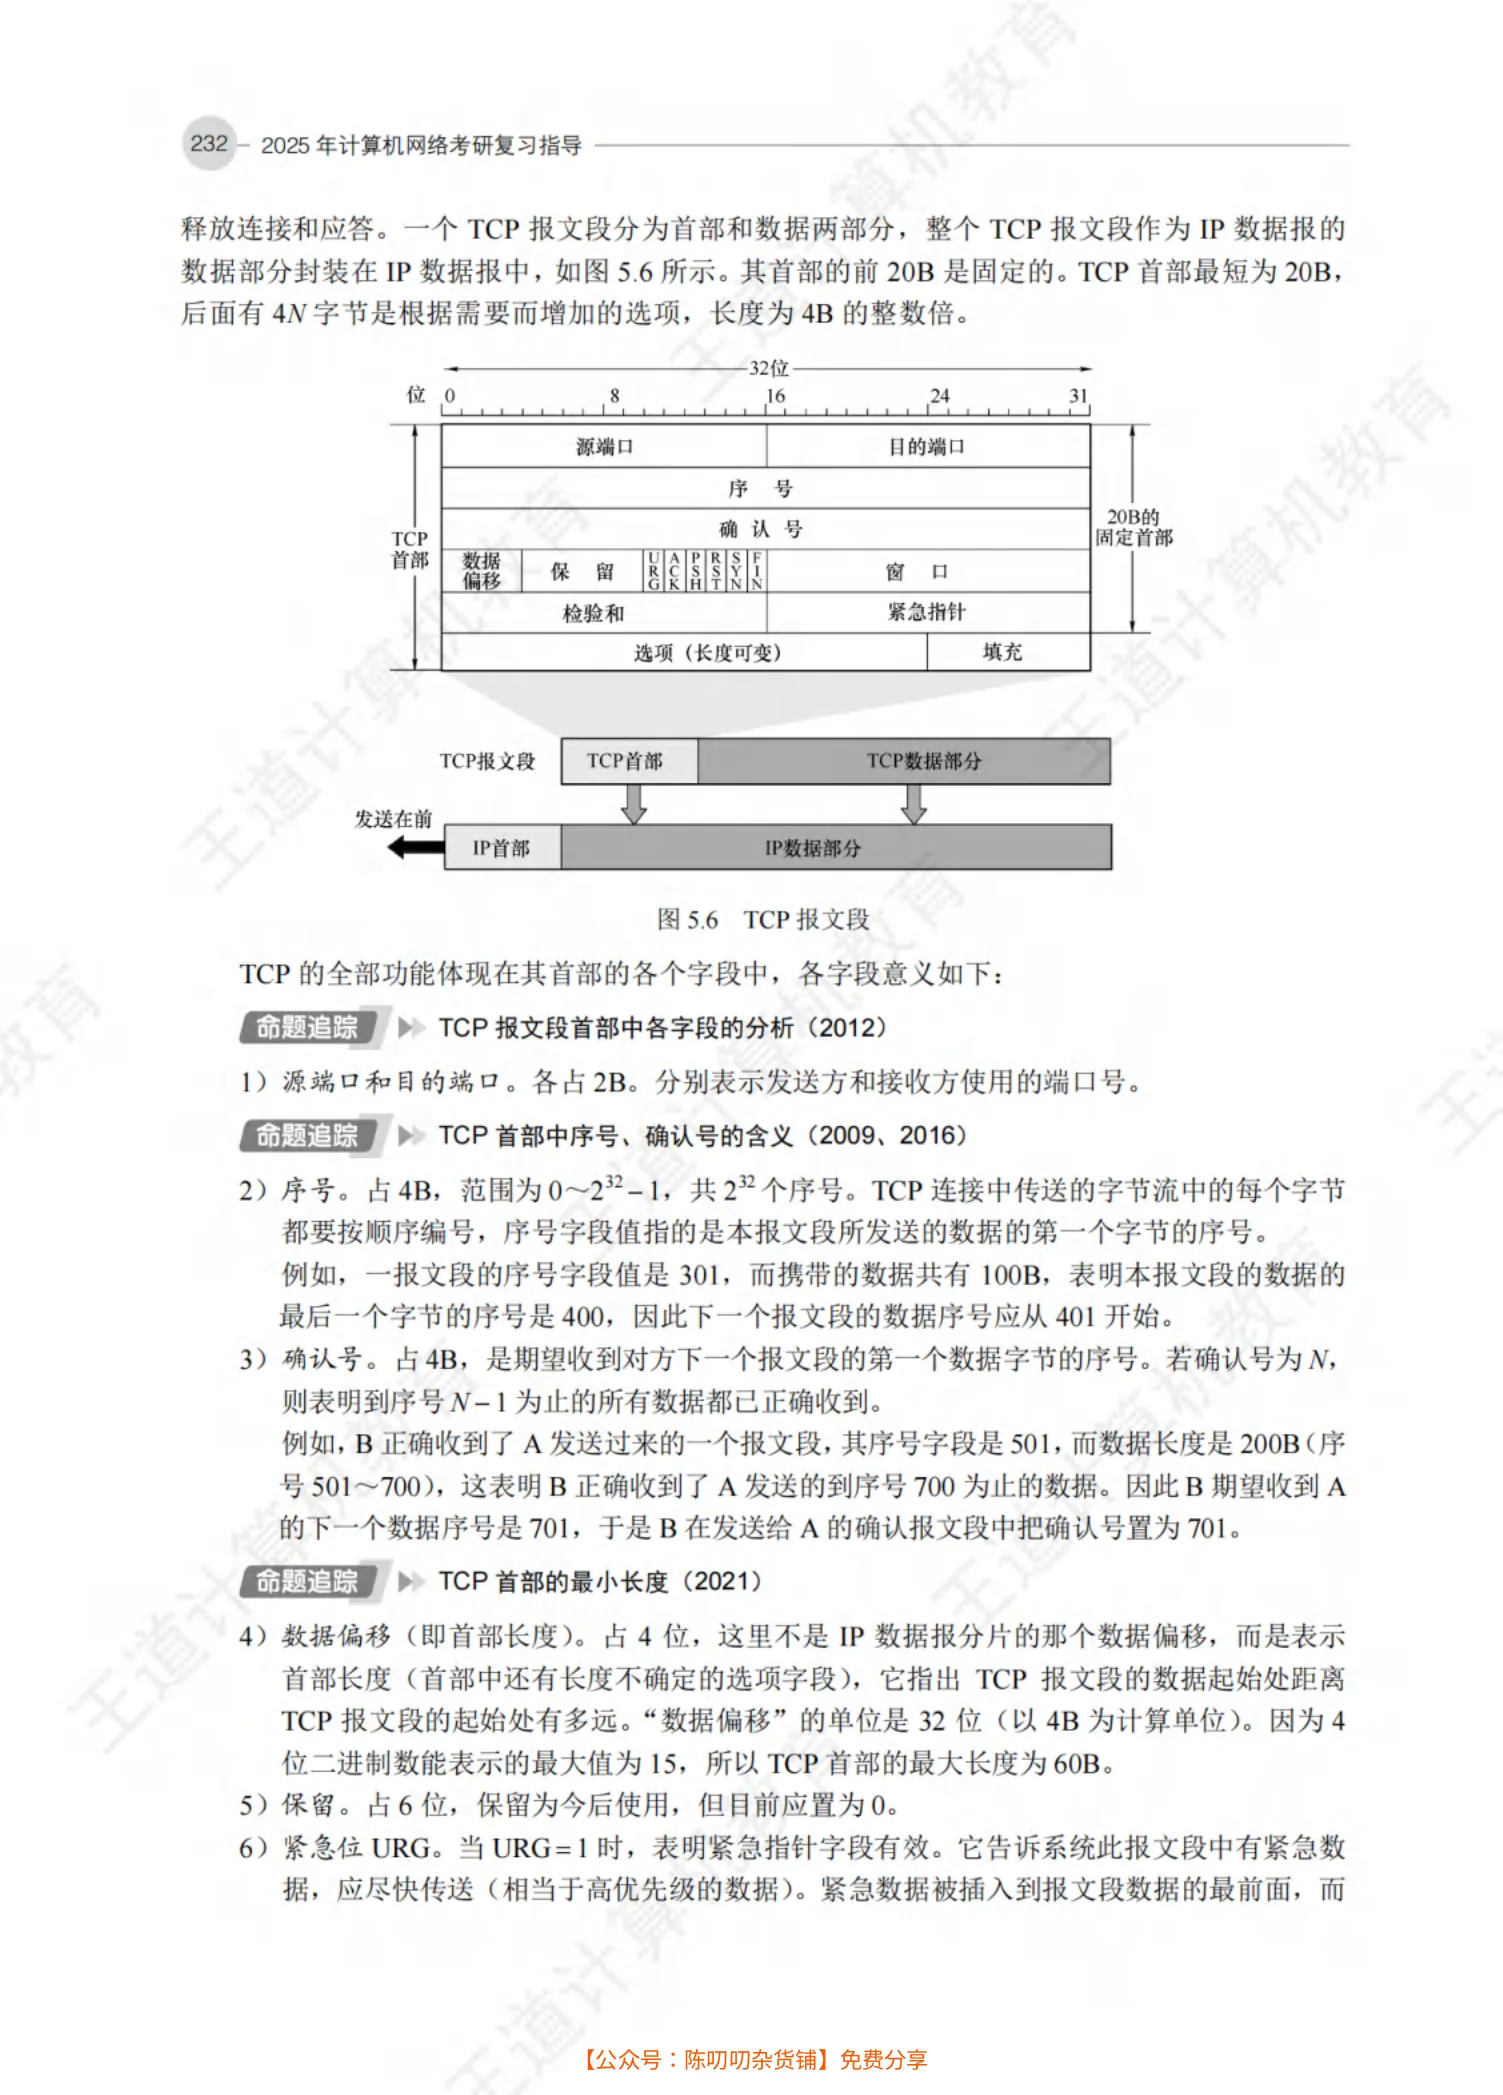 232 2025 年计算机网络考研复习指导
释放连接和应答。一个 TCP 报文段分为首部和数据两部分，整个 TCP 报文段作为 IP 数据报的
数据部分封装在 IP 数据报中，如图 5.6 所示。其首部的前 20B 是固定的。TCP 首部最短为 20B，
后面有 4N 字节是根据需要而增加的选项，长度为 4B 的整数倍。
32位
位 0 8 16 24 31
源端口 目的端口
序 号
确 认 号
TCP
首部
20B的
固定首部
数据
偏移
保 留 URG ACK PSH RST SYN FIN 窗 口
检验和 紧急指针
选项（长度可变） 填充
TCP报文段 TCP首部 TCP数据部分
发送在前
IP首部 IP数据部分
图 5.6 TCP 报文段
TCP 的全部功能体现在其首部的各个字段中，各字段意义如下：
命题追踪 TCP 报文段首部中各字段的分析（2012）
1）源端口和目的端口。各占 2B。分别表示发送方和接收方使用的端口号。
命题追踪 TCP 首部中序号、确认号的含义（2009、2016）
2）序号。占 4B，范围为 0～2³² – 1，共 2³² 个序号。TCP 连接中传送的字节流中的每个字节
都要按顺序编号，序号字段值指的是本报文段所发送的数据的第一个字节的序号。
例如，一报文段的序号字段值是 301，而携带的数据共有 100B，表明本报文段的数据的
最后一个字节的序号是 400，因此下一个报文段的数据序号应从 401 开始。
3）确认号。占 4B，是期望收到对方下一个报文段的第一个数据字节的序号。若确认号为 N，
则表明到序号 N – 1 为止的所有数据都已正确收到。
例如，B 正确收到了 A 发送过来的一个报文段，其序号字段是 501，而数据长度是 200B（序
号 501～700），这表明 B 正确收到了 A 发送的到序号 700 为止的数据。因此 B 期望收到 A
的下一个数据序号是 701，于是 B 在发送给 A 的确认报文段中把确认号置为 701。
命题追踪 TCP 首部的最小长度（2021）
4）数据偏移（即首部长度）。占 4 位，这里不是 IP 数据报分片的那个数据偏移，而是表示
首部长度（首部中还有长度不确定的选项字段），它指出 TCP 报文段的数据起始处距离
TCP 报文段的起始处有多远。“数据偏移”的单位是 32 位（以 4B 为计算单位）。因为 4
位二进制数能表示的最大值为 15，所以 TCP 首部的最大长度为 60B。
5）保留。占 6 位，保留为今后使用，但目前应置为 0。
6）紧急位 URG。当 URG = 1 时，表明紧急指针字段有效。它告诉系统此报文段中有紧急数
据，应尽快传送（相当于高优先级的数据）。紧急数据被插入到报文段数据的最前面，而
王道计算机教育
【公众号：陈叨叨杂货铺】免费分享